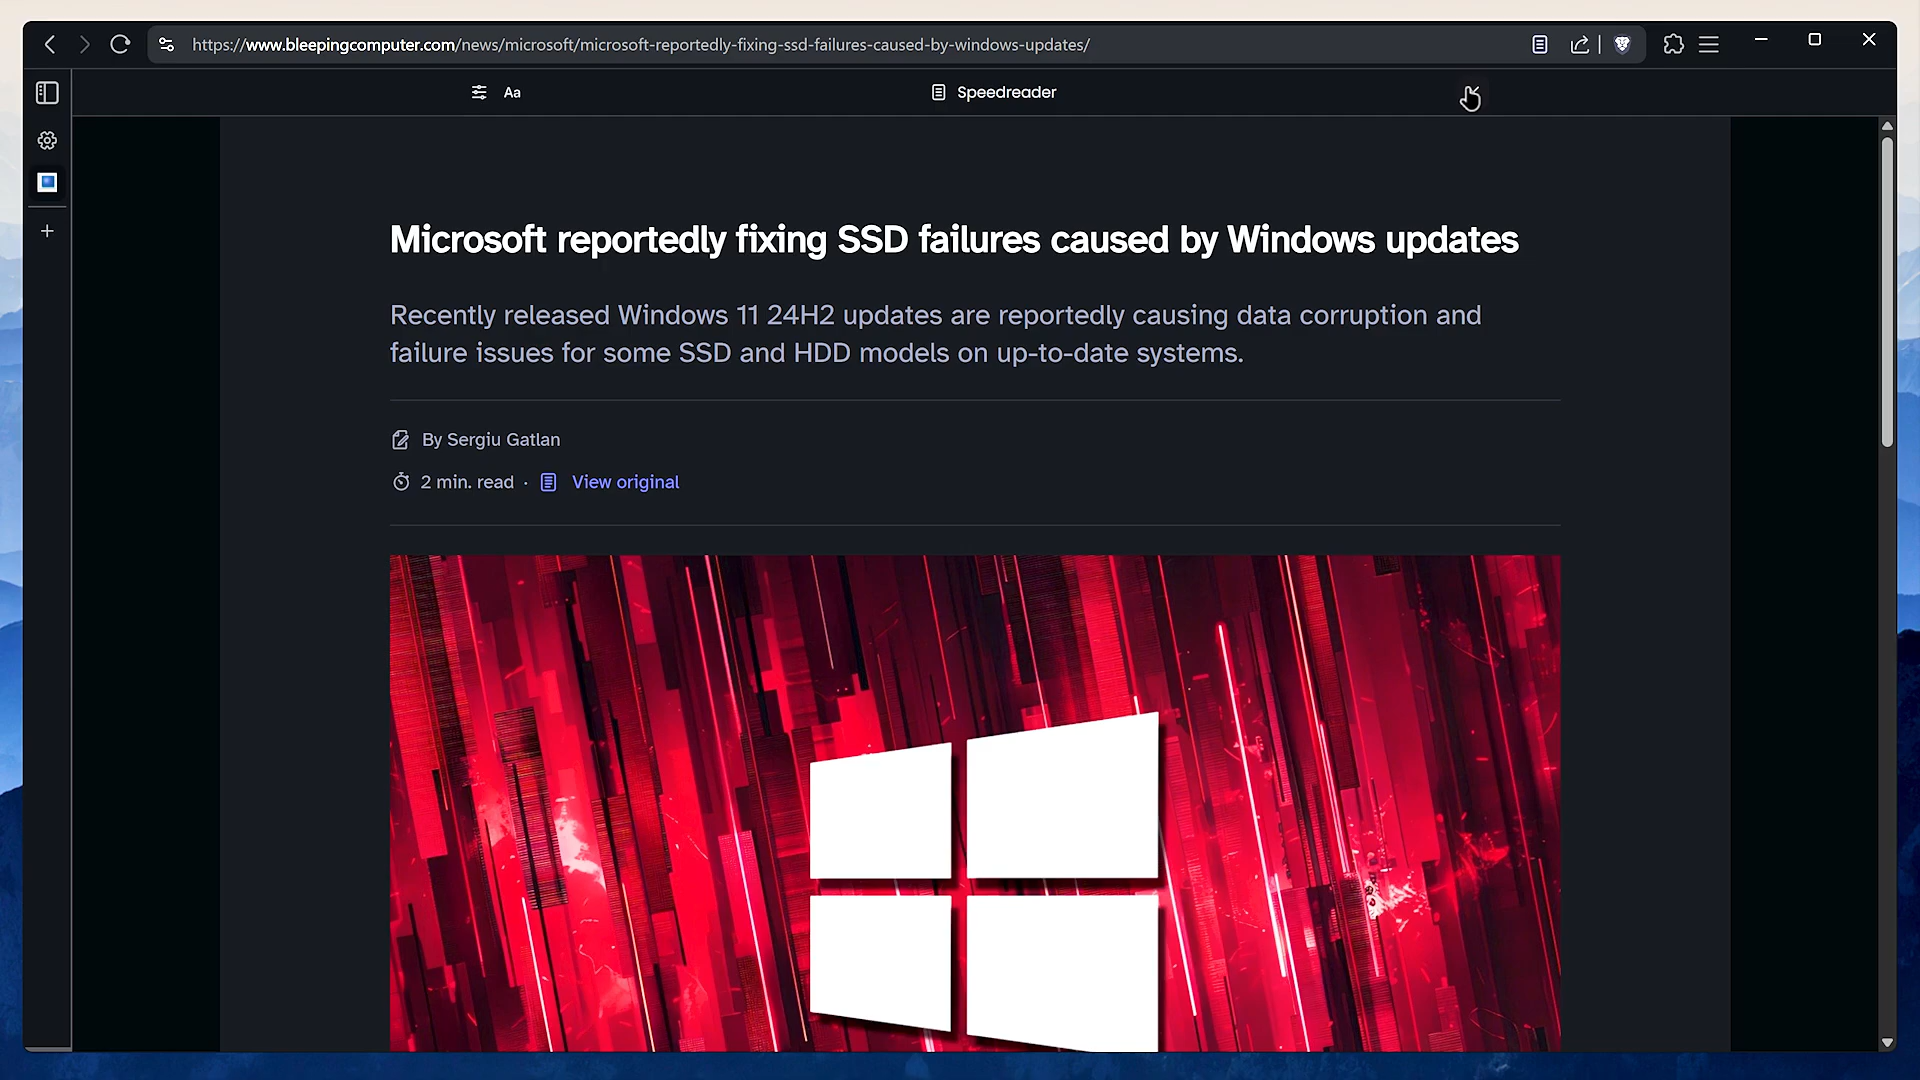 https://www.bleepingcomputer.com/news/microsoft/microsoft-reportedly-fixing-ssd-failures-caused-by-windows-updates/
Aa
Speedreader
Microsoft reportedly fixing SSD failures caused by Windows updates
Recently released Windows 11 24H2 updates are reportedly causing data corruption and
failure issues for some SSD and HDD models on up-to-date systems.
By Sergiu Gatlan
2 min. read · View original